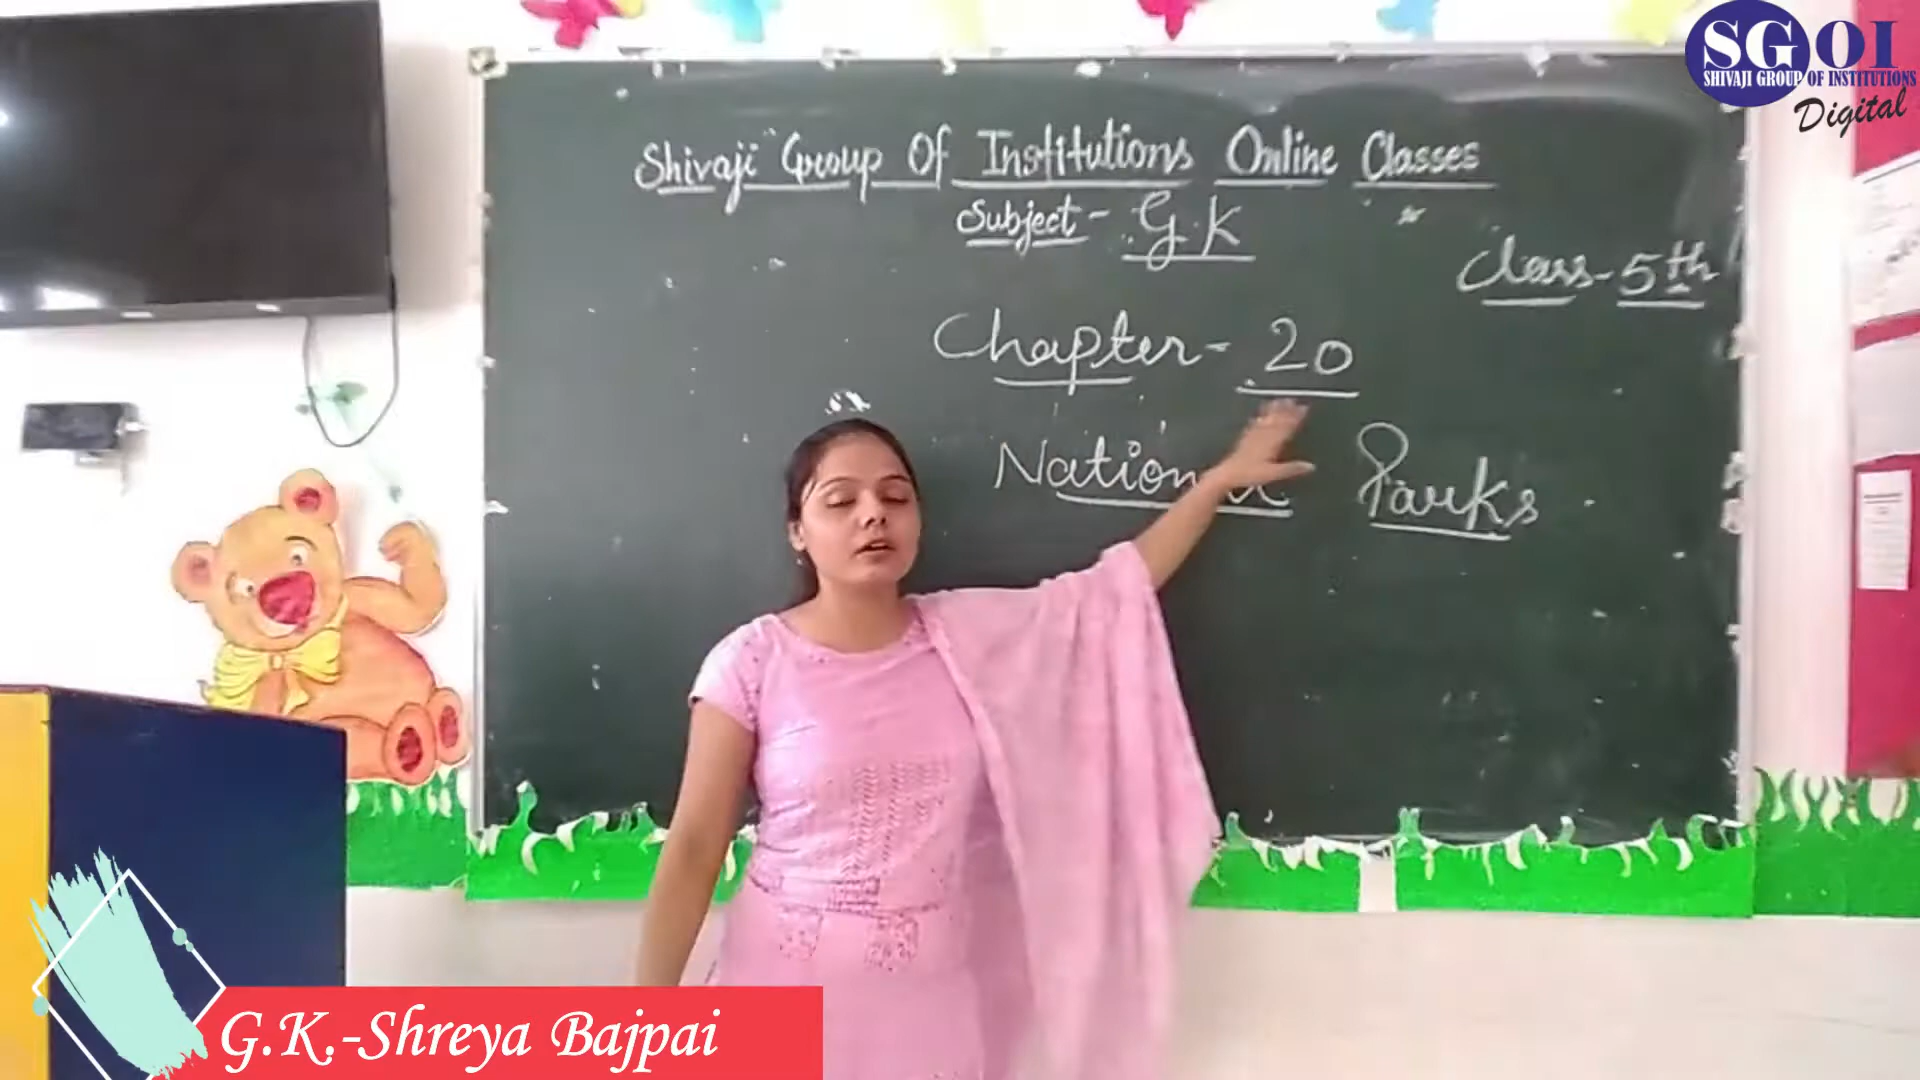 SGOI
SHIVAJI GROUP OF INSTITUTIONS
Digital
Shivaji Group Of Institutions Online Classes
Subject - G.K
Class - 5th
Chapter - 20
National Parks
G.K.-Shreya Bajpai